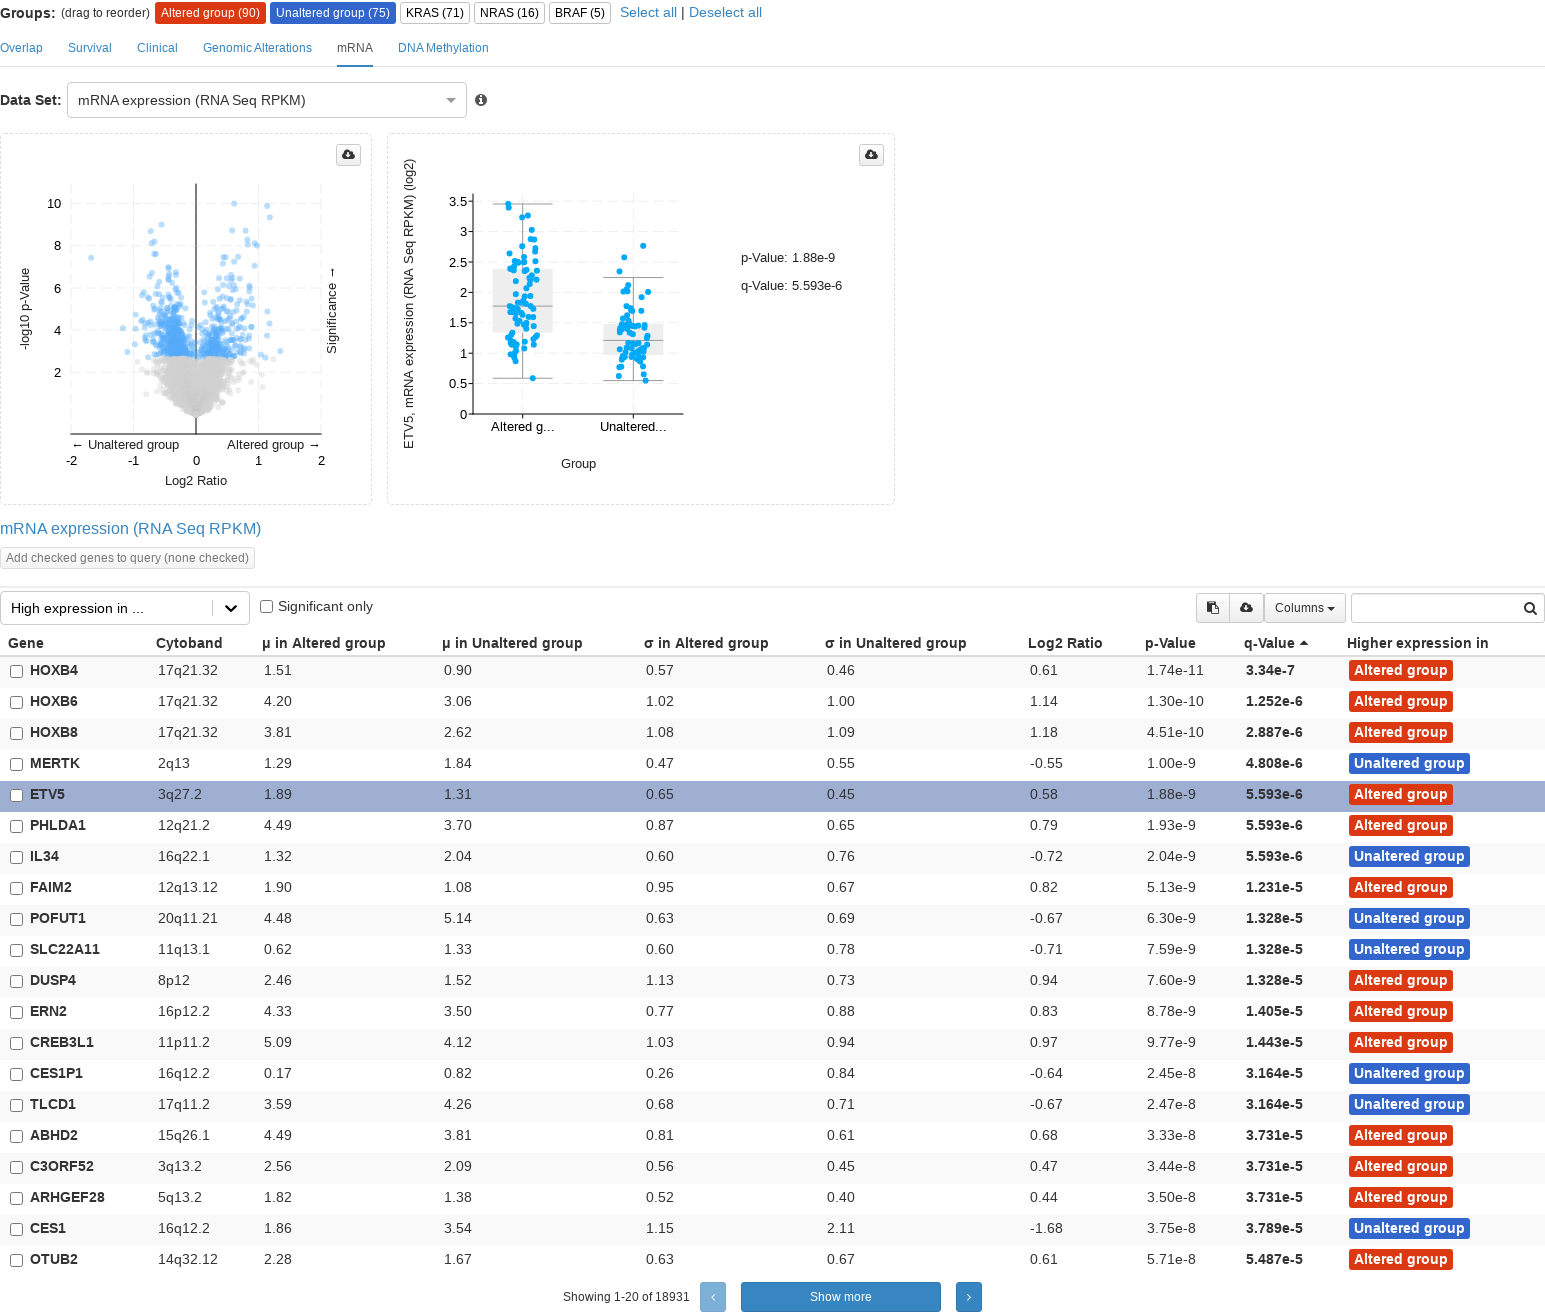 Groups: (drag to reorder) Altered group (90) Unaltered group (75) KRAS (71) NRAS (16) BRAF (5) Select all | Deselect all
Overlap Survival Clinical Genomic Alterations mRNA DNA Methylation
Data Set: mRNA expression (RNA Seq RPKM)
-log10 p-Value
10
8
6
4
2
Significance →
← Unaltered group Altered group →
-2 -1 0 1 2
Log2 Ratio
ETV5, mRNA expression (RNA Seq RPKM) (log2)
3.5
3
2.5
2
1.5
1
0.5
0
Altered g... Unaltered...
Group
p-Value: 1.88e-9
q-Value: 5.593e-6
mRNA expression (RNA Seq RPKM)
Add checked genes to query (none checked)
High expression in ... Significant only Columns
Gene Cytoband μ in Altered group μ in Unaltered group σ in Altered group σ in Unaltered group Log2 Ratio p-Value q-Value Higher expression in
HOXB4 17q21.32 1.51 0.90 0.57 0.46 0.61 1.74e-11 3.34e-7 Altered group
HOXB6 17q21.32 4.20 3.06 1.02 1.00 1.14 1.30e-10 1.252e-6 Altered group
HOXB8 17q21.32 3.81 2.62 1.08 1.09 1.18 4.51e-10 2.887e-6 Altered group
MERTK 2q13 1.29 1.84 0.47 0.55 -0.55 1.00e-9 4.808e-6 Unaltered group
ETV5 3q27.2 1.89 1.31 0.65 0.45 0.58 1.88e-9 5.593e-6 Altered group
PHLDA1 12q21.2 4.49 3.70 0.87 0.65 0.79 1.93e-9 5.593e-6 Altered group
IL34 16q22.1 1.32 2.04 0.60 0.76 -0.72 2.04e-9 5.593e-6 Unaltered group
FAIM2 12q13.12 1.90 1.08 0.95 0.67 0.82 5.13e-9 1.231e-5 Altered group
POFUT1 20q11.21 4.48 5.14 0.63 0.69 -0.67 6.30e-9 1.328e-5 Unaltered group
SLC22A11 11q13.1 0.62 1.33 0.60 0.78 -0.71 7.59e-9 1.328e-5 Unaltered group
DUSP4 8p12 2.46 1.52 1.13 0.73 0.94 7.60e-9 1.328e-5 Altered group
ERN2 16p12.2 4.33 3.50 0.77 0.88 0.83 8.78e-9 1.405e-5 Altered group
CREB3L1 11p11.2 5.09 4.12 1.03 0.94 0.97 9.77e-9 1.443e-5 Altered group
CES1P1 16q12.2 0.17 0.82 0.26 0.84 -0.64 2.45e-8 3.164e-5 Unaltered group
TLCD1 17q11.2 3.59 4.26 0.68 0.71 -0.67 2.47e-8 3.164e-5 Unaltered group
ABHD2 15q26.1 4.49 3.81 0.81 0.61 0.68 3.33e-8 3.731e-5 Altered group
C3ORF52 3q13.2 2.56 2.09 0.56 0.45 0.47 3.44e-8 3.731e-5 Altered group
ARHGEF28 5q13.2 1.82 1.38 0.52 0.40 0.44 3.50e-8 3.731e-5 Altered group
CES1 16q12.2 1.86 3.54 1.15 2.11 -1.68 3.75e-8 3.789e-5 Unaltered group
OTUB2 14q32.12 2.28 1.67 0.63 0.67 0.61 5.71e-8 5.487e-5 Altered group
Showing 1-20 of 18931 ‹ Show more ›